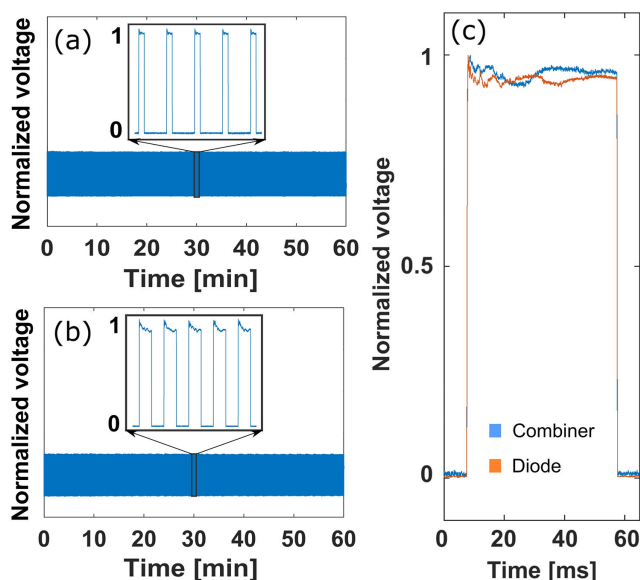 (a)
1
0
Normalized voltage
0 10 20 30 40 50 60
Time [min]
(b)
1
0
Normalized voltage
0 10 20 30 40 50 60
Time [min]
(c)
1
0.5
0
Normalized voltage
Combiner
Diode
0 20 40 60
Time [ms]